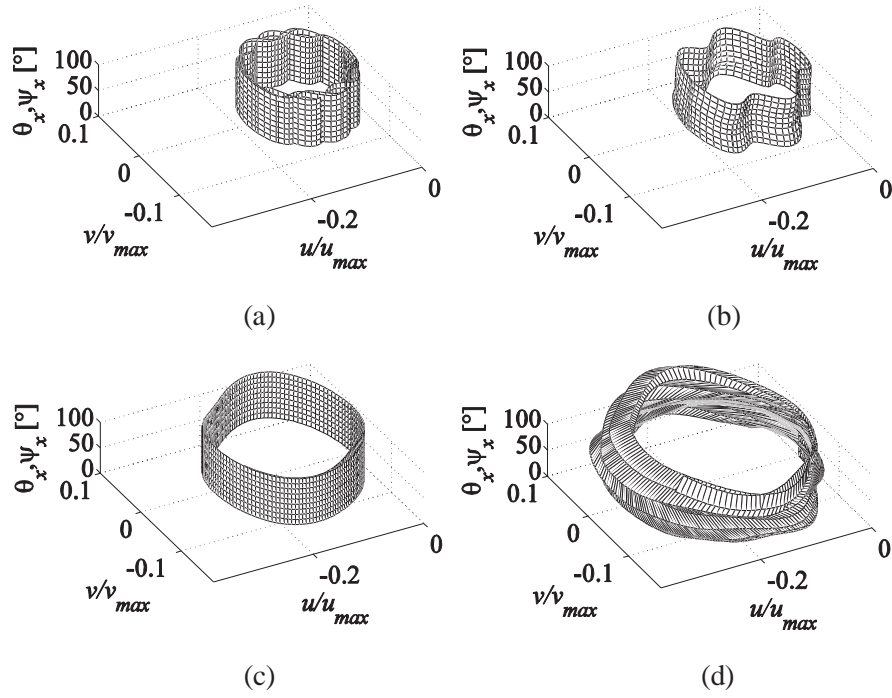 100 50 0
θx,ψx [°]
0.1 0 -0.1
v/vmax
-0.2 0
u/umax
(a)
100 50 0
θx,ψx [°]
0.1 0 -0.1
v/vmax
-0.2 0
u/umax
(b)
100 50 0
θx,ψx [°]
0.1 0 -0.1
v/vmax
-0.2 0
u/umax
(c)
100 50 0
θx,ψx [°]
0.1 0 -0.1
v/vmax
-0.2 0
u/umax
(d)